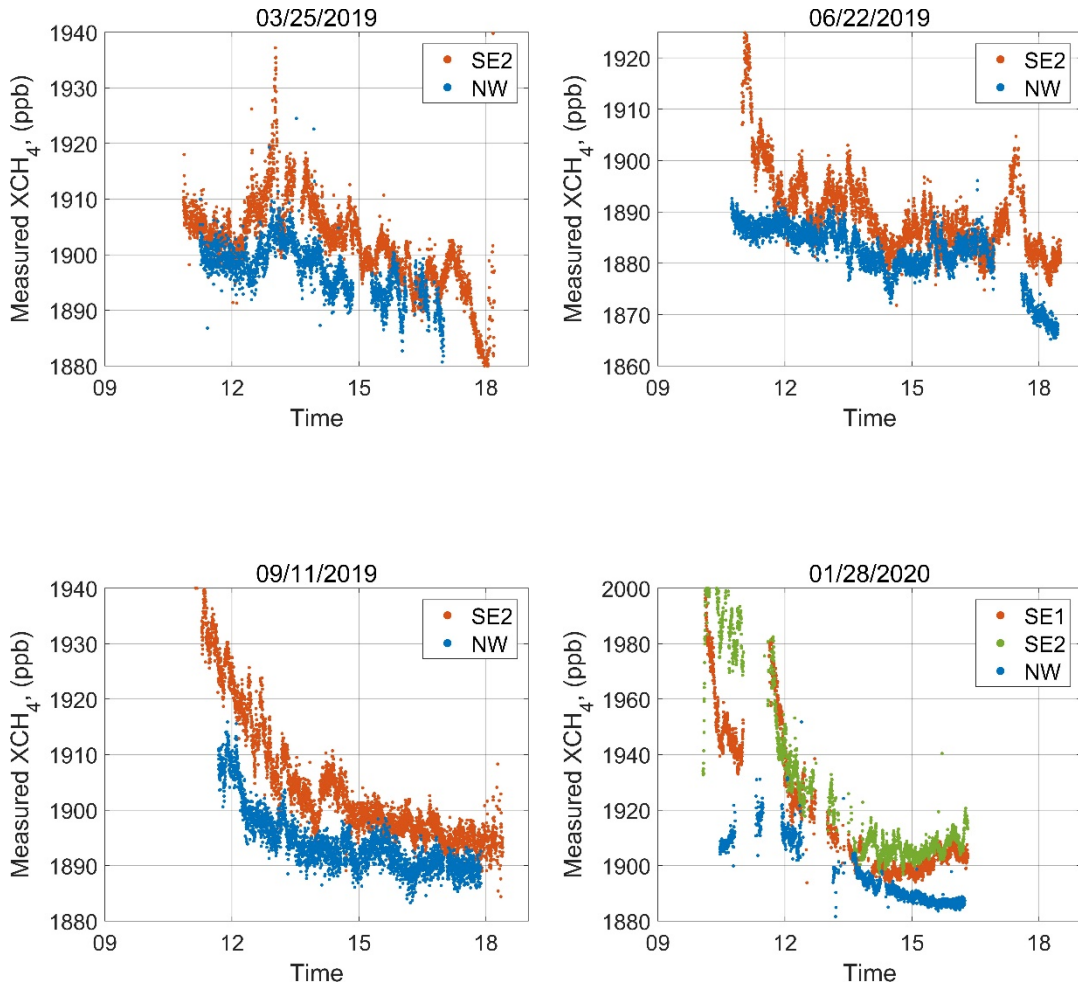 03/25/2019
1940
1930
1920
1910
1900
1890
1880
Measured XCH4, (ppb)
SE2
NW
09 12 15 18
Time
06/22/2019
1920
1910
1900
1890
1880
1870
1860
Measured XCH4, (ppb)
SE2
NW
09 12 15 18
Time
09/11/2019
1940
1930
1920
1910
1900
1890
1880
Measured XCH4, (ppb)
SE2
NW
09 12 15 18
Time
01/28/2020
2000
1980
1960
1940
1920
1900
1880
Measured XCH4, (ppb)
SE1
SE2
NW
09 12 15 18
Time